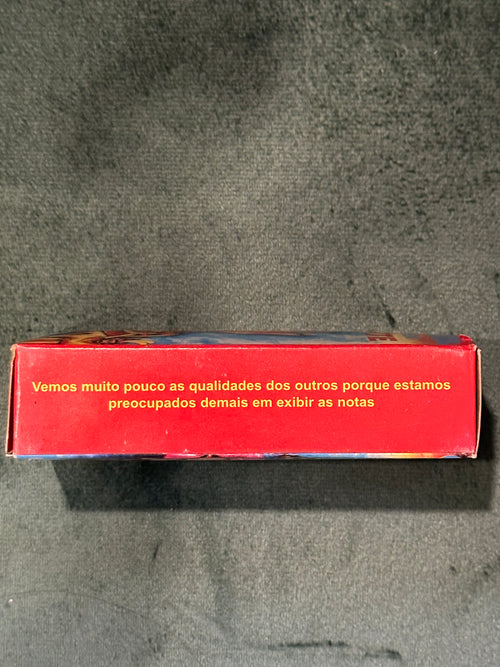 Vemos muito pouco as qualidades dos outros porque estamos
preocupados demais em exibir as notas